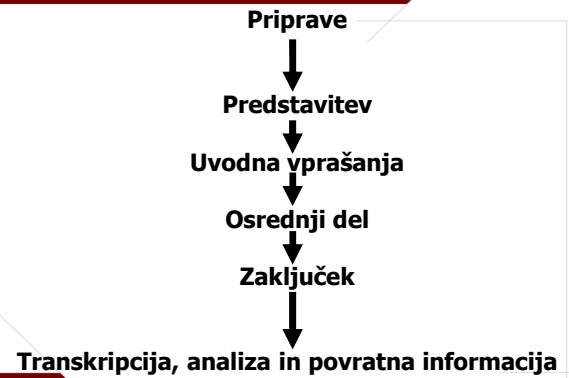 Priprave
Predstavitev
Uvodna vprašanja
Osrednji del
Zaključek
Transkripcija, analiza in povratna informacija